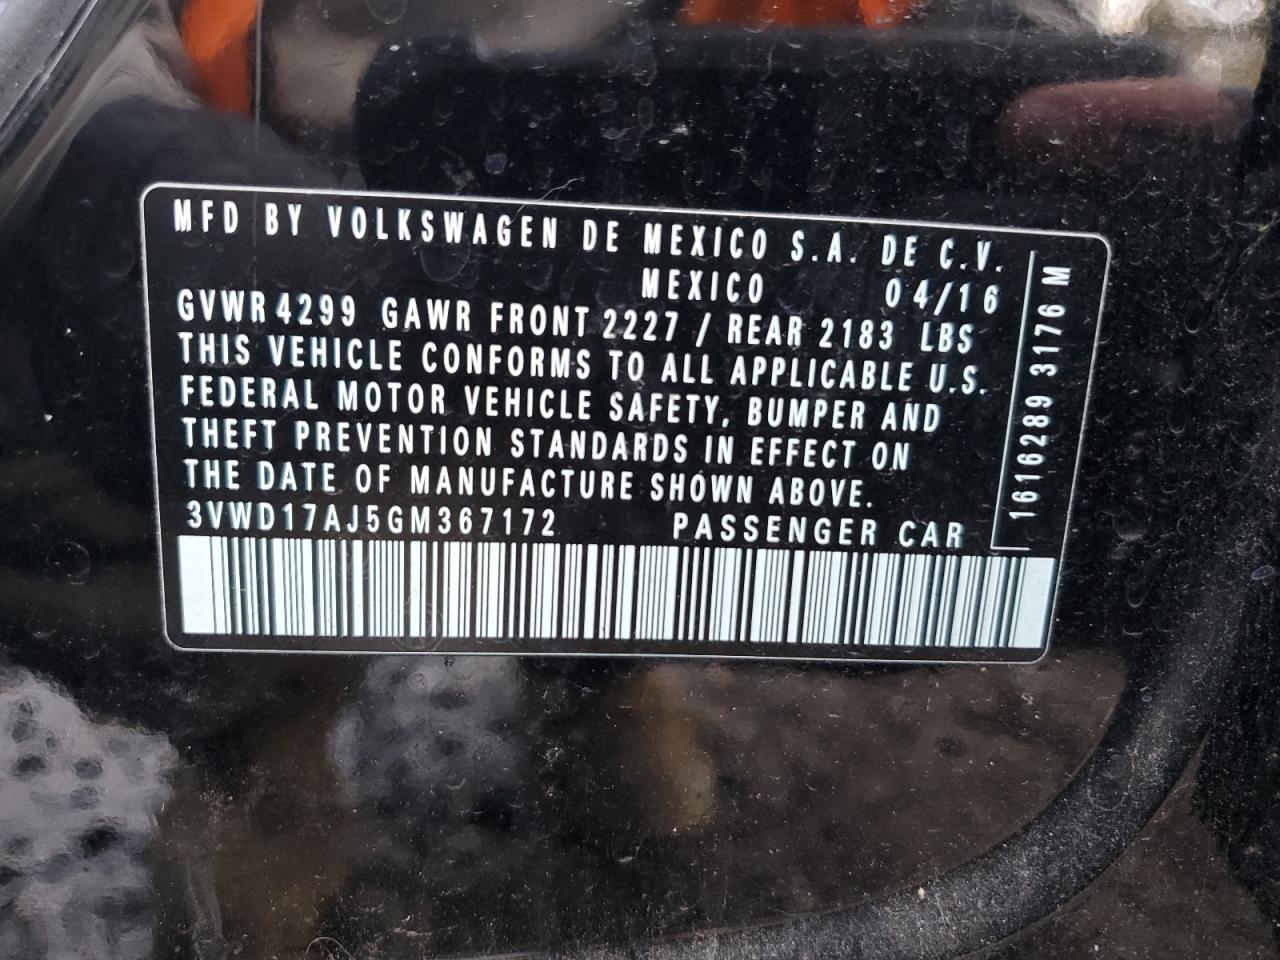 MFD BY VOLKSWAGEN DE MEXICO S.A. DE C.V.
MEXICO 04/16
GVWR 4299 GAWR FRONT 2227 / REAR 2183 LBS
THIS VEHICLE CONFORMS TO ALL APPLICABLE U.S.
FEDERAL MOTOR VEHICLE SAFETY, BUMPER AND
THEFT PREVENTION STANDARDS IN EFFECT ON
THE DATE OF MANUFACTURE SHOWN ABOVE.
3VWD17AJ5GM367172 PASSENGER CAR
1616289 3176 M